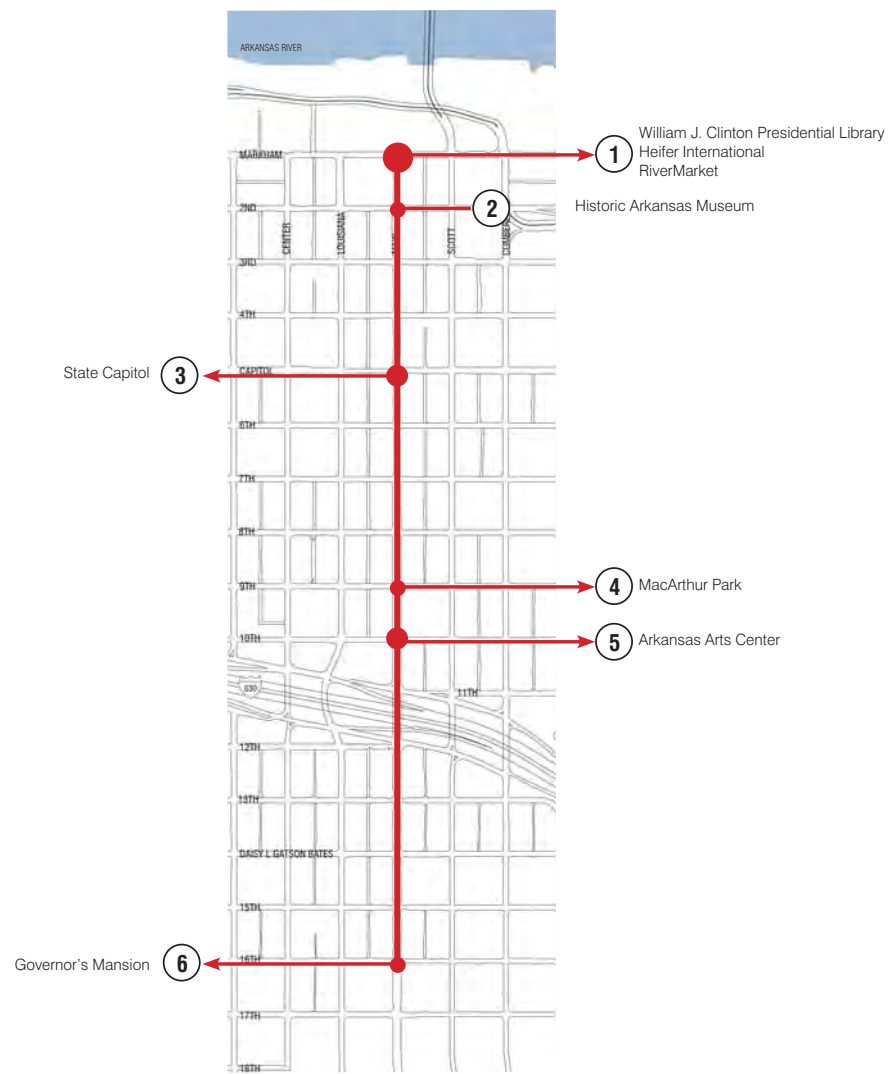 ARKANSAS RIVER
MARKHAM
1
William J. Clinton Presidential Library
Heifer International
RiverMarket
2ND
2
Historic Arkansas Museum
CENTER
LOUISIANA
SCOTT
3RD
4TH
State Capitol
3
CAPITOL
6TH
7TH
8TH
9TH
4
MacArthur Park
10TH
5
Arkansas Arts Center
630
11TH
12TH
13TH
DAISY L GATSON BATES
15TH
Governor's Mansion
6
16TH
17TH
18TH